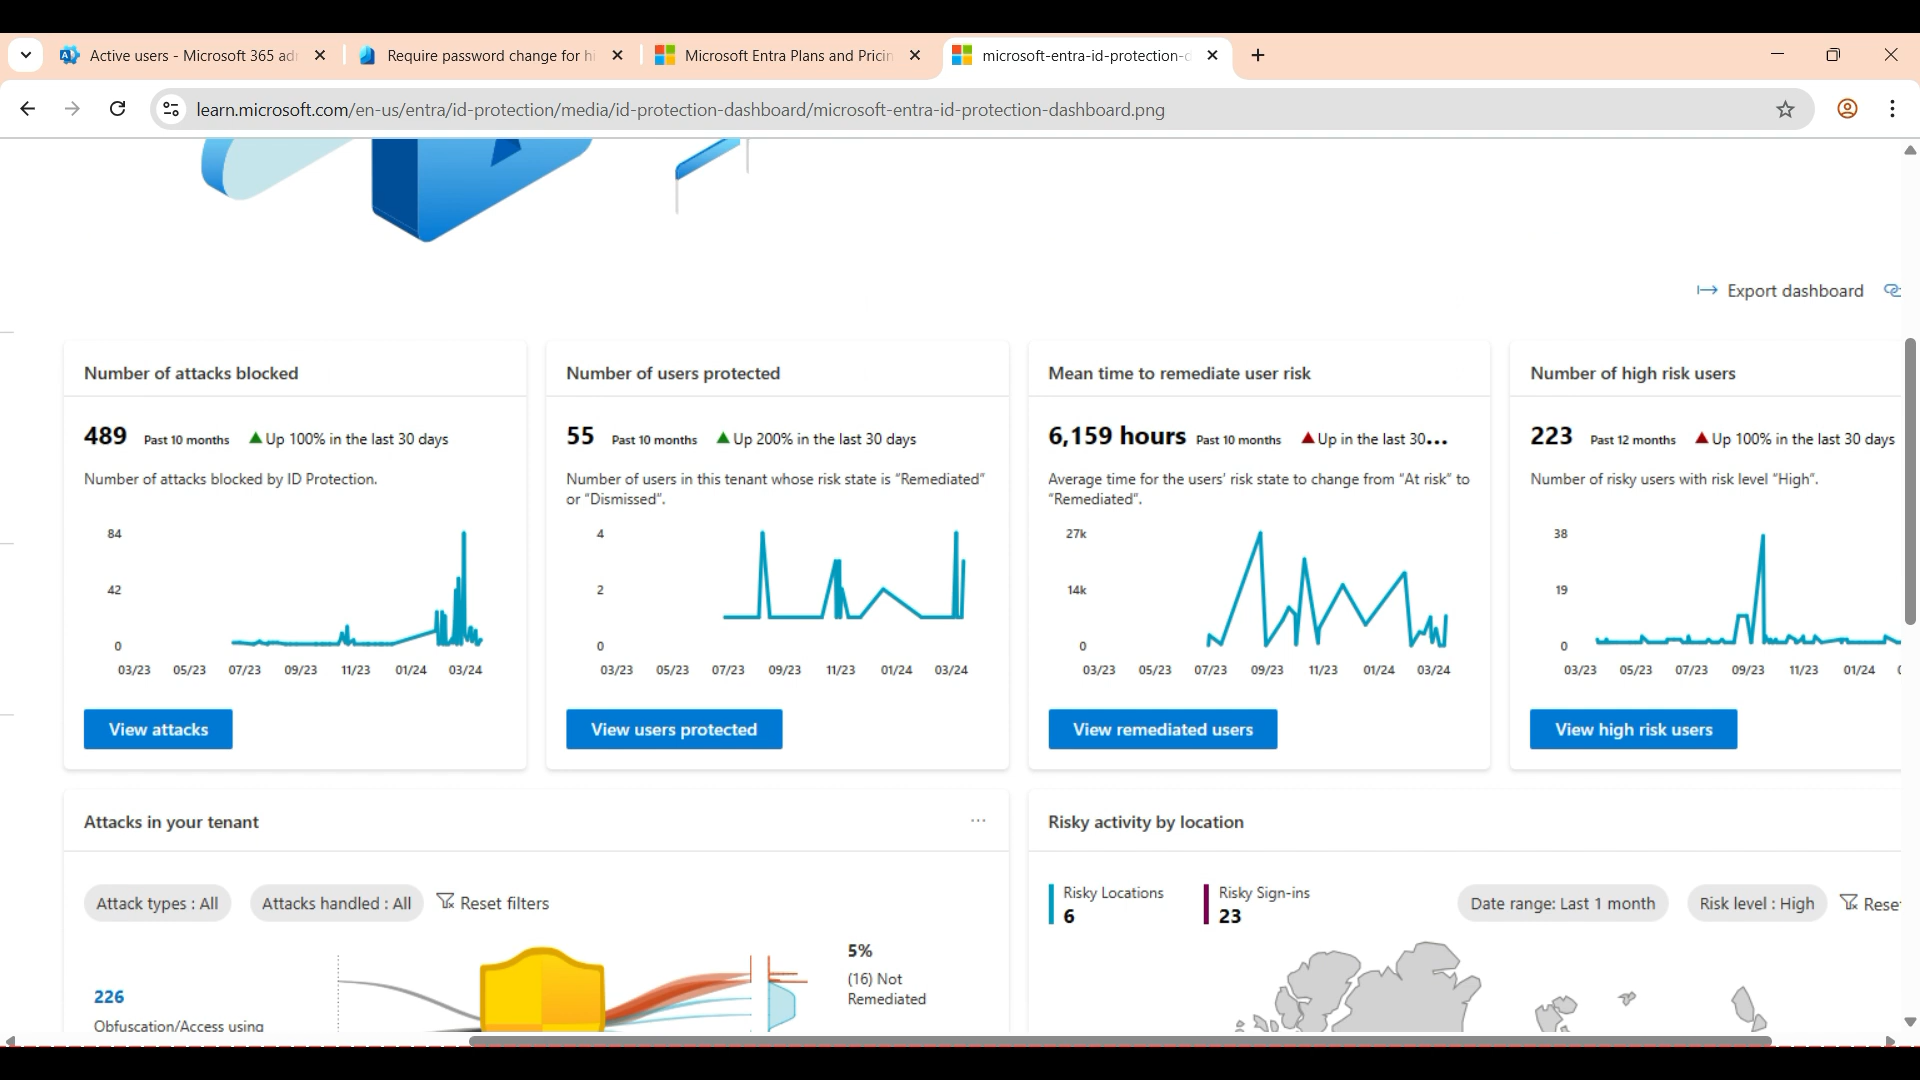 Active users - Microsoft 365 ad
Require password change for hi
Microsoft Entra Plans and Pricin
microsoft-entra-id-protection-d
learn.microsoft.com/en-us/entra/id-protection/media/id-protection-dashboard/microsoft-entra-id-protection-dashboard.png
Export dashboard
Number of attacks blocked
489 Past 10 months Up 100% in the last 30 days
Number of attacks blocked by ID Protection.
84
42
0
03/23 05/23 07/23 09/23 11/23 01/24 03/24
View attacks
Number of users protected
55 Past 10 months Up 200% in the last 30 days
Number of users in this tenant whose risk state is “Remediated”
or “Dismissed”.
4
2
0
03/23 05/23 07/23 09/23 11/23 01/24 03/24
View users protected
Mean time to remediate user risk
6,159 hours Past 10 months Up in the last 30...
Average time for the users’ risk state to change from “At risk” to
“Remediated”.
27k
14k
0
03/23 05/23 07/23 09/23 11/23 01/24 03/24
View remediated users
Number of high risk users
223 Past 12 months Up 100% in the last 30 days
Number of risky users with risk level “High”.
38
19
0
03/23 05/23 07/23 09/23 11/23 01/24
View high risk users
Attacks in your tenant
...
Attack types : All Attacks handled : All Reset filters
226
Obfuscation/Access using
5%
(16) Not
Remediated
Risky activity by location
Risky Locations
6
Risky Sign-ins
23
Date range: Last 1 month Risk level : High Rese